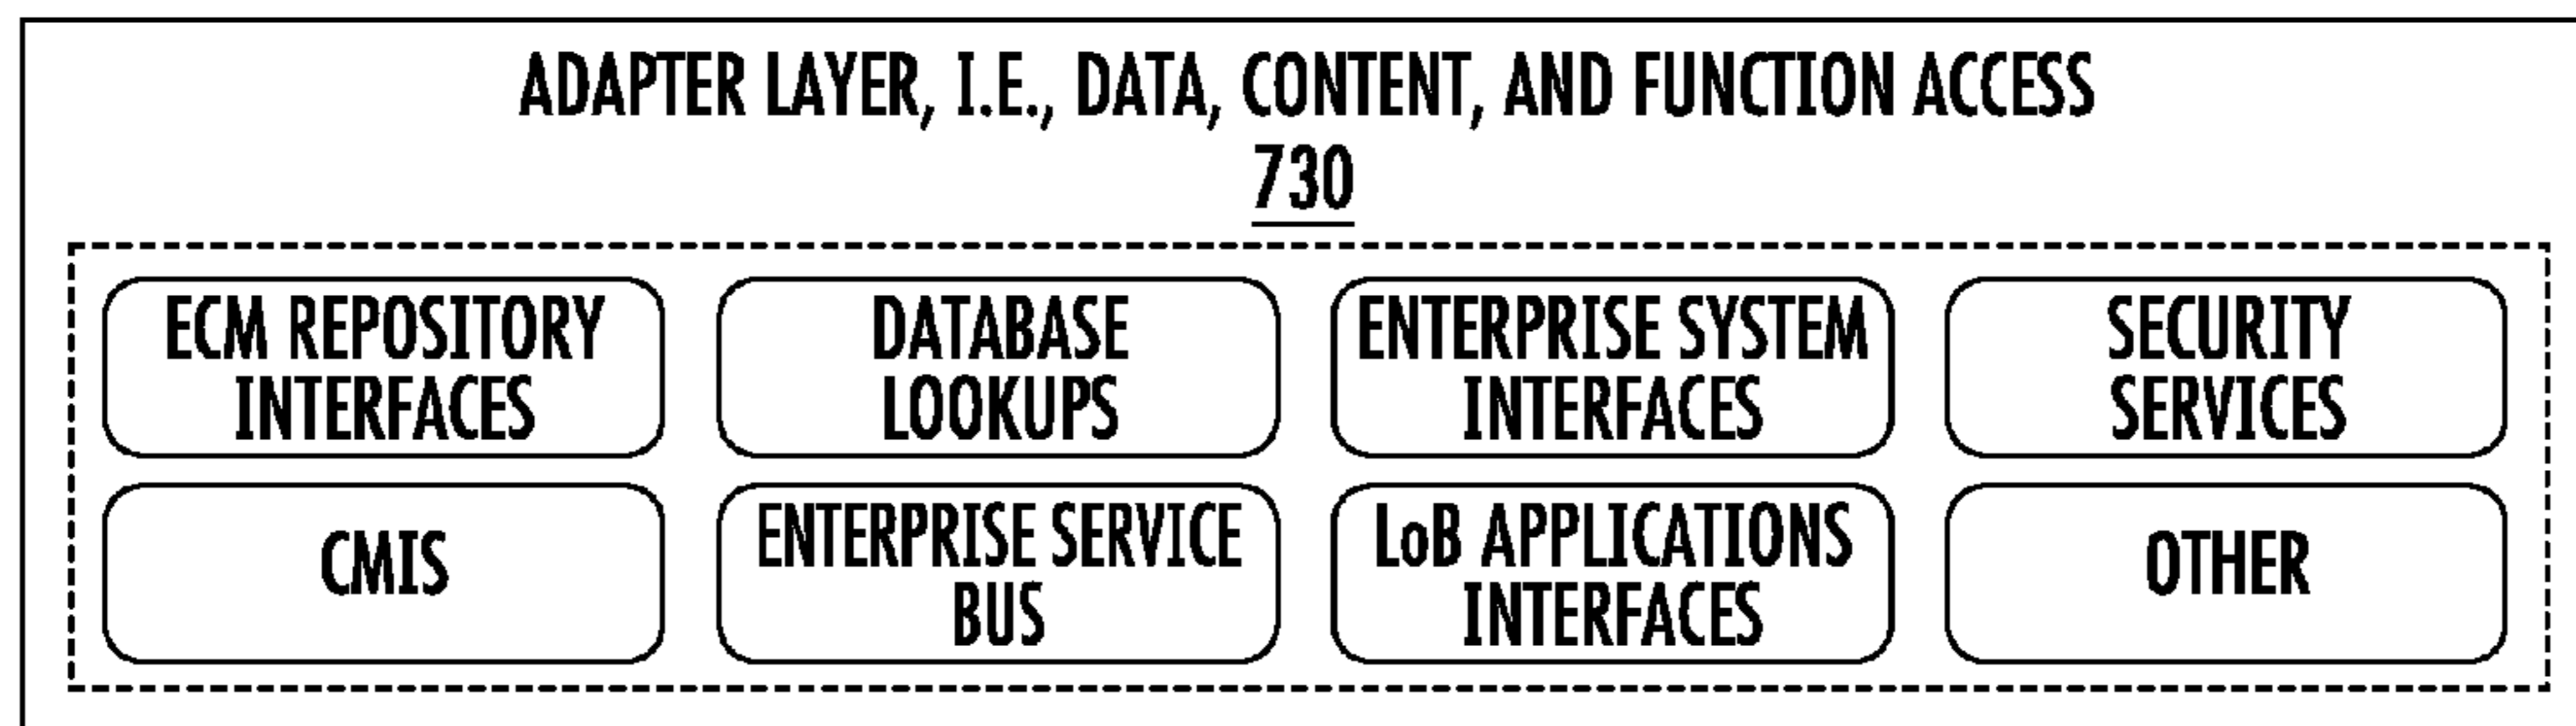 ADAPTER LAYER, I.E., DATA, CONTENT, AND FUNCTION ACCESS
730
ECM REPOSITORY
INTERFACES
DATABASE
LOOKUPS
ENTERPRISE SYSTEM
INTERFACES
SECURITY
SERVICES
CMIS
ENTERPRISE SERVICE
BUS
LoB APPLICATIONS
INTERFACES
OTHER